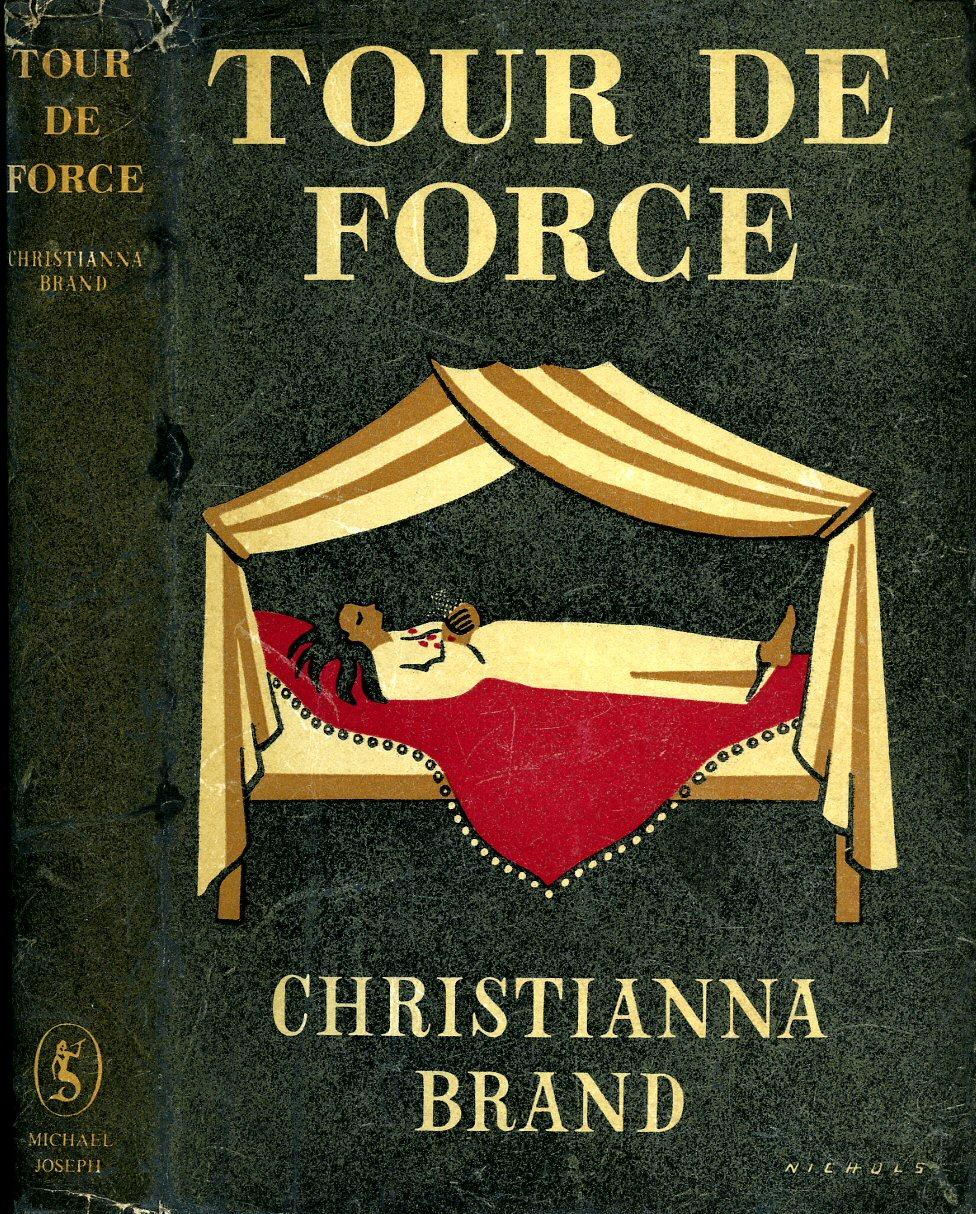 TOUR
DE
FORCE
CHRISTIANNA
BRAND
MICHAEL
JOSEPH
TOUR DE
FORCE
CHRISTIANNA
BRAND
NICHOLS